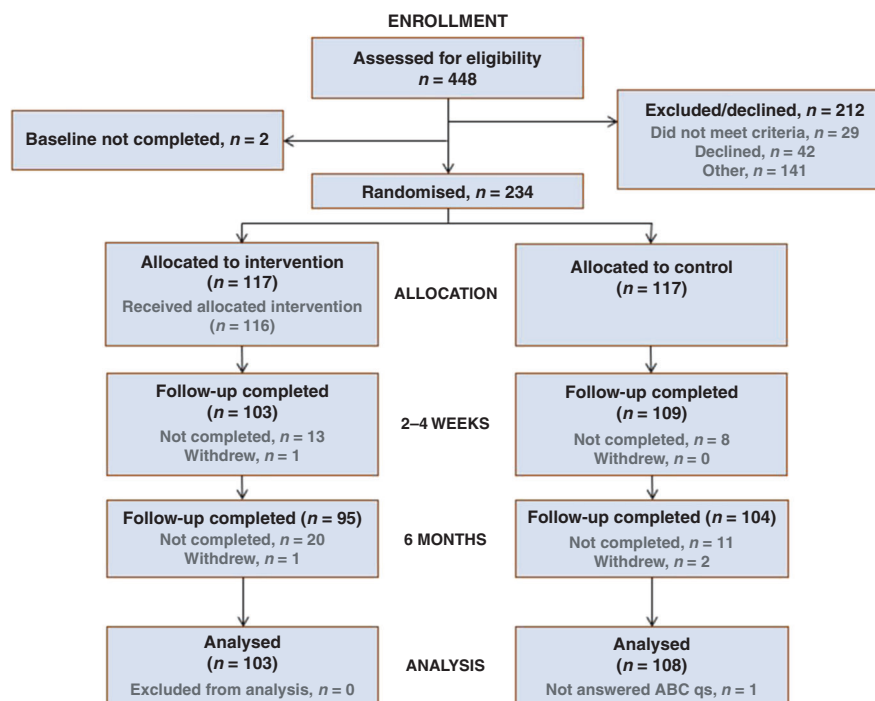 ENROLLMENT
Assessed for eligibility
n = 448
Baseline not completed, n = 2
Excluded/declined, n = 212
Did not meet criteria, n = 29
Declined, n = 42
Other, n = 141
Randomised, n = 234
Allocated to intervention
(n = 117)
Received allocated intervention
(n = 116)
ALLOCATION
Allocated to control
(n = 117)
Follow-up completed
(n = 103)
Not completed, n = 13
Withdrew, n = 1
2–4 WEEKS
Follow-up completed
(n = 109)
Not completed, n = 8
Withdrew, n = 0
Follow-up completed (n = 95)
Not completed, n = 20
Withdrew, n = 1
6 MONTHS
Follow-up completed (n = 104)
Not completed, n = 11
Withdrew, n = 2
Analysed
(n = 103)
Excluded from analysis, n = 0
ANALYSIS
Analysed
(n = 108)
Not answered ABC qs, n = 1